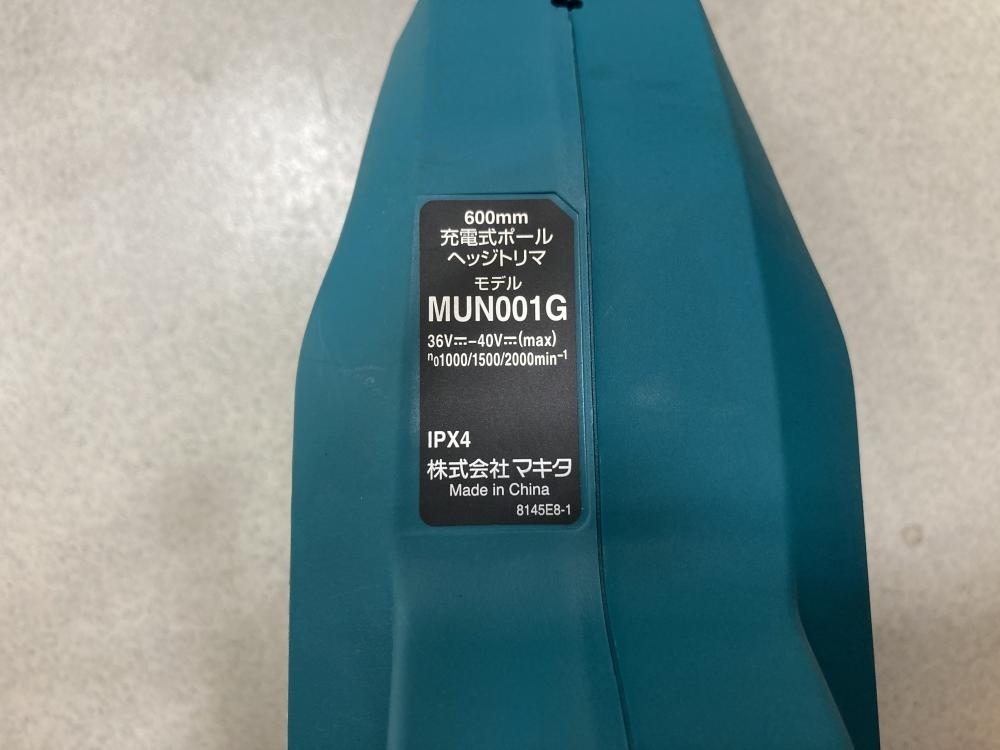 600mm
充電式ポール
ヘッジトリマ
モデル
MUN001G
36V⎓-40V⎓(max)
n₀1000/1500/2000min⁻¹
IPX4
株式会社マキタ
Made in China
8145E8-1